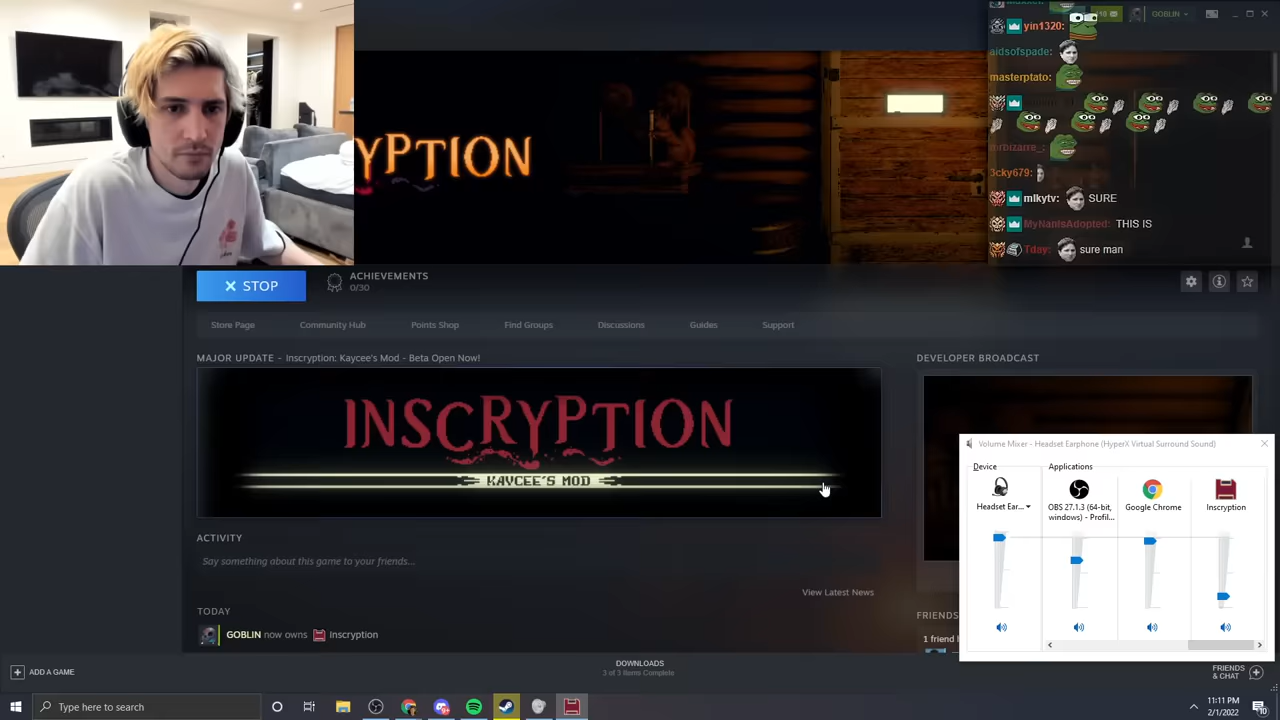 GOBLIN
yin1320:
aidsofspade:
masterptato:
mrbizarre_:
3cky679:
mlkytv: SURE
MyNanIsAdopted: THIS IS
Tday: sure man
YPTION
STOP
ACHIEVEMENTS
0/30
Store Page
Community Hub
Points Shop
Find Groups
Discussions
Guides
Support
MAJOR UPDATE - Inscryption: Kaycee's Mod - Beta Open Now!
DEVELOPER BROADCAST
INSCRYPTION
KAYCEE'S MOD
Volume Mixer - Headset Earphone (HyperX Virtual Surround Sound)
Device
Applications
Headset Ear...
OBS 27.1.3 (64-bit,
windows) - Profil...
Google Chrome
Inscryption
ACTIVITY
Say something about this game to your friends...
View Latest News
TODAY
FRIENDS
GOBLIN now owns Inscryption
1 friend
ADD A GAME
DOWNLOADS
3 of 3 Items Complete
FRIENDS
& CHAT
Type here to search
11:11 PM
2/1/2022
10